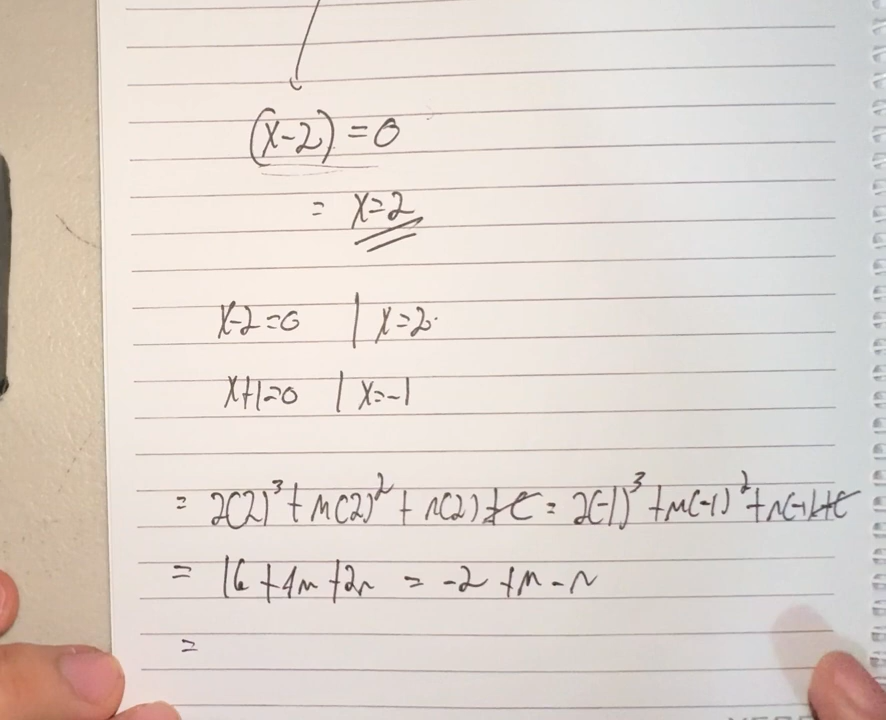 (x-2) = 0
= x=2
x-2=0 | x=2
x+1=0 | x=-1
= 2(2)³ + m(2)² + n(2) + c = 2(-1)³ + m(-1)² + n(-1) + c
= 16 + 4m + 2n = -2 + m - n
=